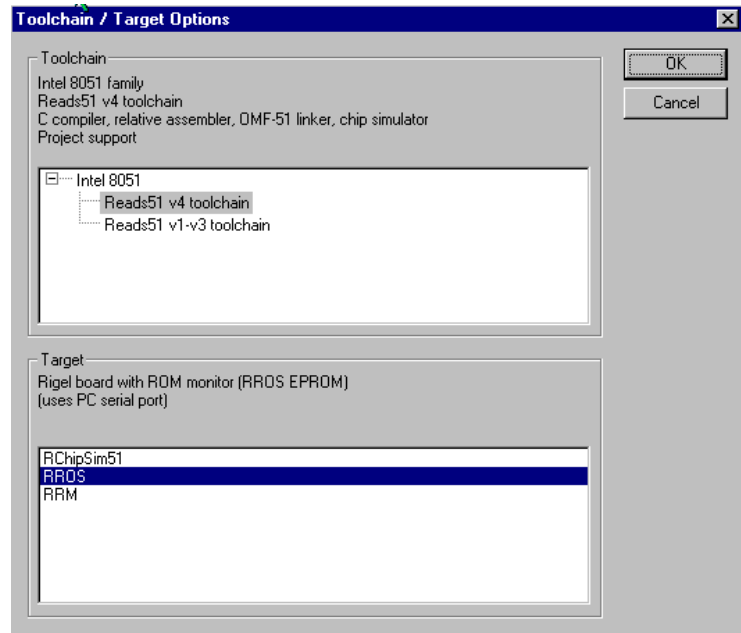 Toolchain / Target Options
Toolchain
Intel 8051 family
Reads51 v4 toolchain
C compiler, relative assembler, OMF-51 linker, chip simulator
Project support
Intel 8051
Reads51 v4 toolchain
Reads51 v1-v3 toolchain
OK
Cancel
Target
Rigel board with ROM monitor (RROS EPROM)
(uses PC serial port)
RChipSim51
RROS
RRM